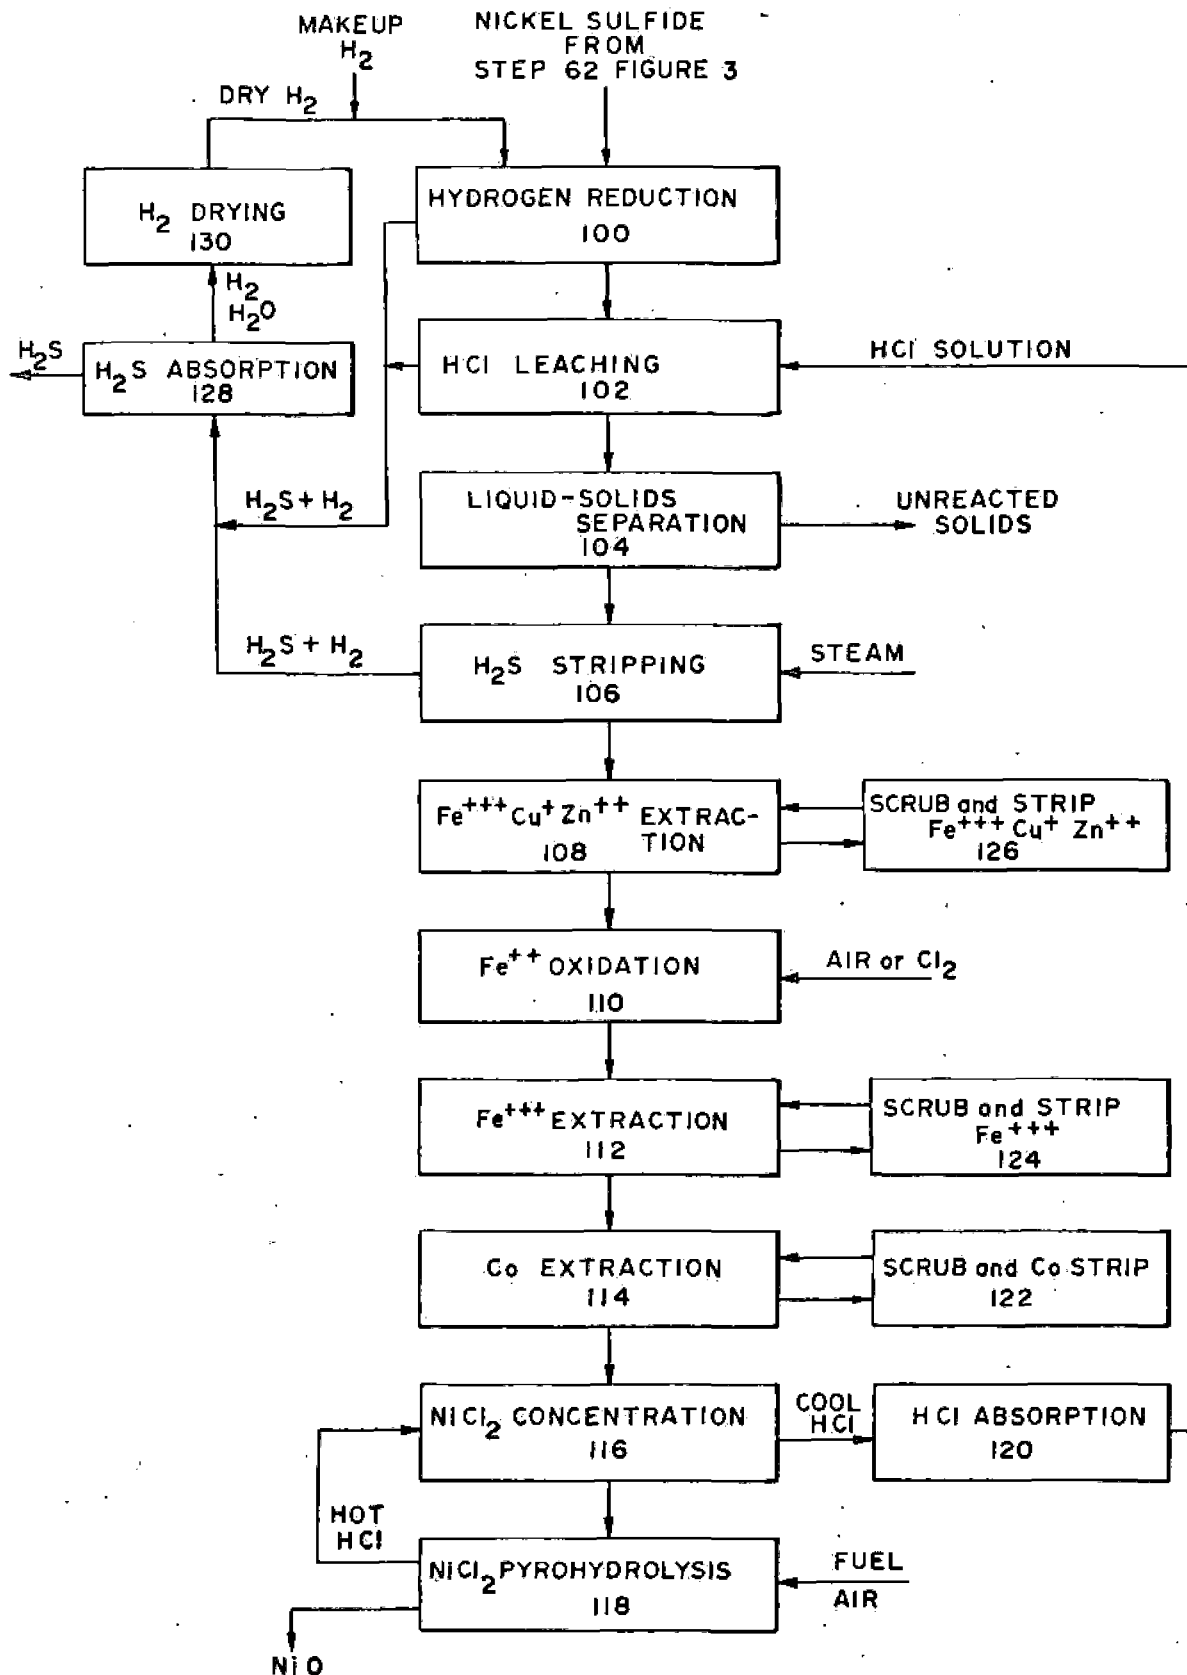 MAKEUP
H2
NICKEL SULFIDE
FROM
STEP 62 FIGURE 3
DRY H2
H2 DRYING
130
HYDROGEN REDUCTION
100
H2
H2O
H2S
H2S ABSORPTION
128
HCl LEACHING
102
HCl SOLUTION
H2S + H2
LIQUID-SOLIDS
SEPARATION
104
UNREACTED
SOLIDS
H2S + H2
H2S STRIPPING
106
STEAM
Fe+++ Cu+ Zn++ EXTRAC-
TION
108
SCRUB and STRIP
Fe+++ Cu+ Zn++
126
Fe++ OXIDATION
110
AIR or Cl2
Fe+++ EXTRACTION
112
SCRUB and STRIP
Fe+++
124
Co EXTRACTION
114
SCRUB and Co STRIP
122
NiCl2 CONCENTRATION
116
COOL
HCl
HCl ABSORPTION
120
HOT
HCl
NiCl2 PYROHYDROLYSIS
118
FUEL
AIR
NiO